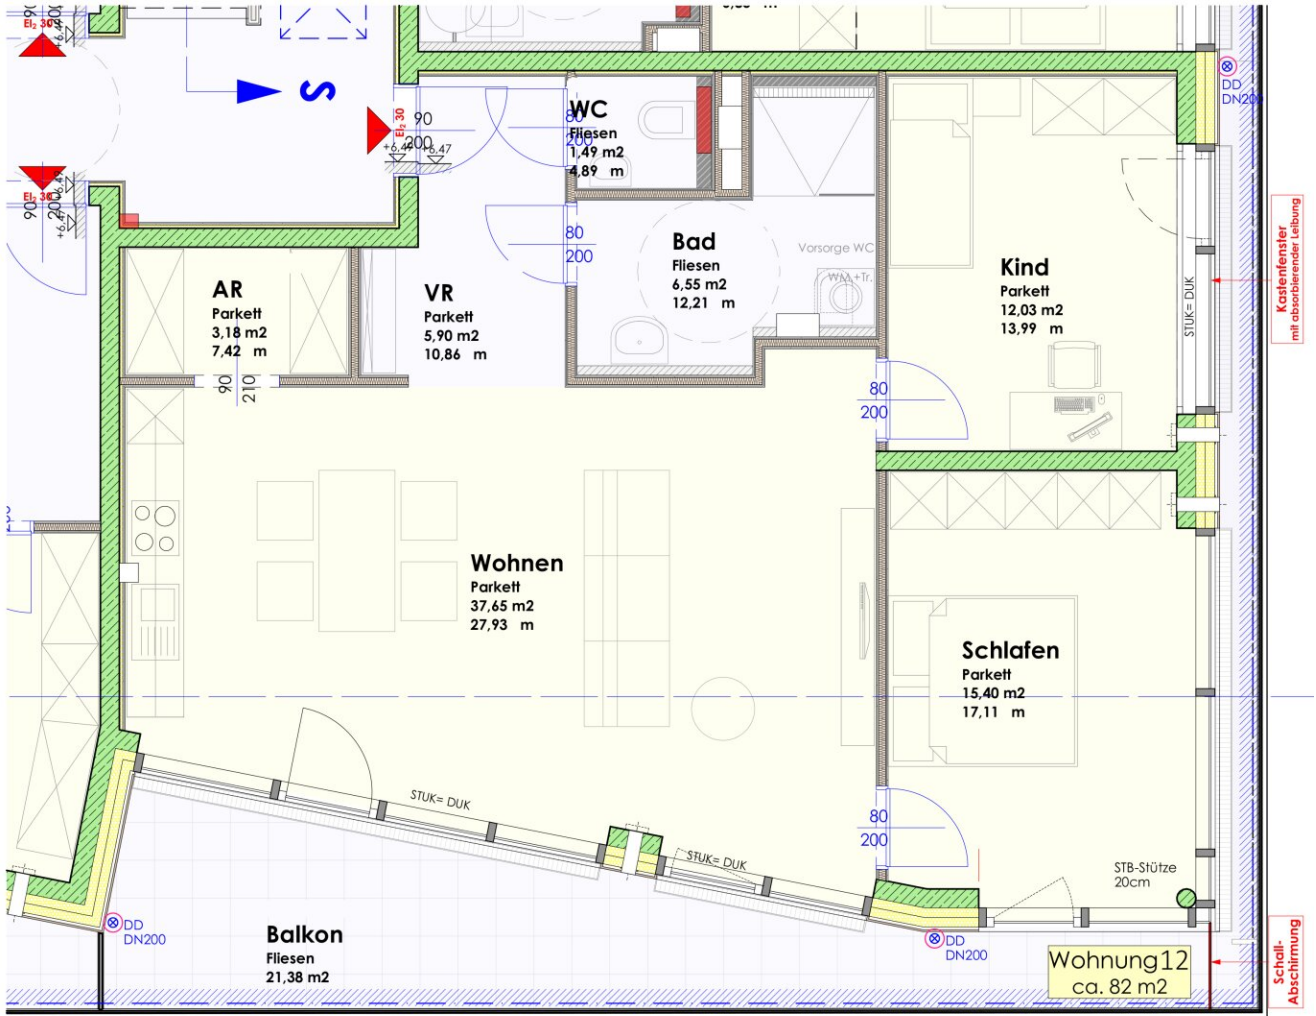 EI₂ 30
S
EI₂ 30
90
200
+6,47
+6,47
WC
Fliesen
1,49 m2
4,89 m
80
200
DD
DN200
EI₂ 30
90
200
+6,47
80
200
Bad
Fliesen
6,55 m2
12,21 m
Vorsorge WC
WM.+Tr.
Kind
Parkett
12,03 m2
13,99 m
STUK= DUK
Kastenfenster
mit absorbierender Leibung
AR
Parkett
3,18 m2
7,42 m
VR
Parkett
5,90 m2
10,86 m
90
210
80
200
Wohnen
Parkett
37,65 m2
27,93 m
Schlafen
Parkett
15,40 m2
17,11 m
STUK= DUK
80
200
STUK= DUK
STB-Stütze
20cm
DD
DN200
Balkon
Fliesen
21,38 m2
DD
DN200
Wohnung12
ca. 82 m2
Schall-
Abschirmung